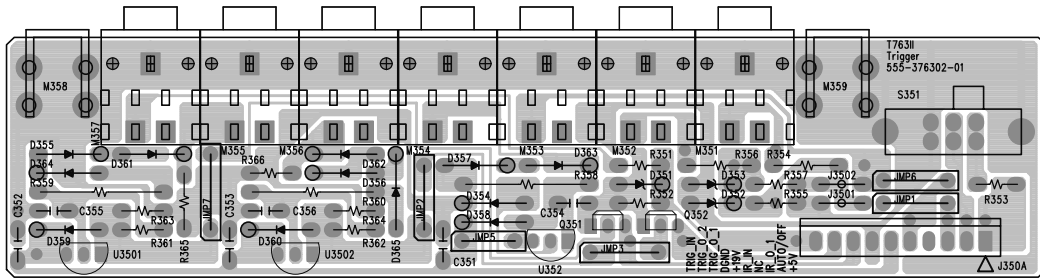 T763II
Trigger
555-376302-01
M358
M359
S351
M357
D355
D364
D361
R359
M355
R366
M356
D362
D356
M354
D357
M353
D363
R358
M352
R351
D351
R352
M351
R356
D353
D352
R354
R357
R355
J3502
J3501
JMP6
JMP1
R353
C352
C355
R363
R361
D359
U3501
R365
JMP7
C353
C356
D360
U3502
R360
R364
R362
D365
JMP2
D354
D358
JMP5
C351
C354
Q351
U352
JMP3
Q352
TRIG_IN
TRIG_O_2
TRIG_O_1
DGND
+19V
IR_IN
NC
IR_O_1
AUTO/OFF
+5V
J350A